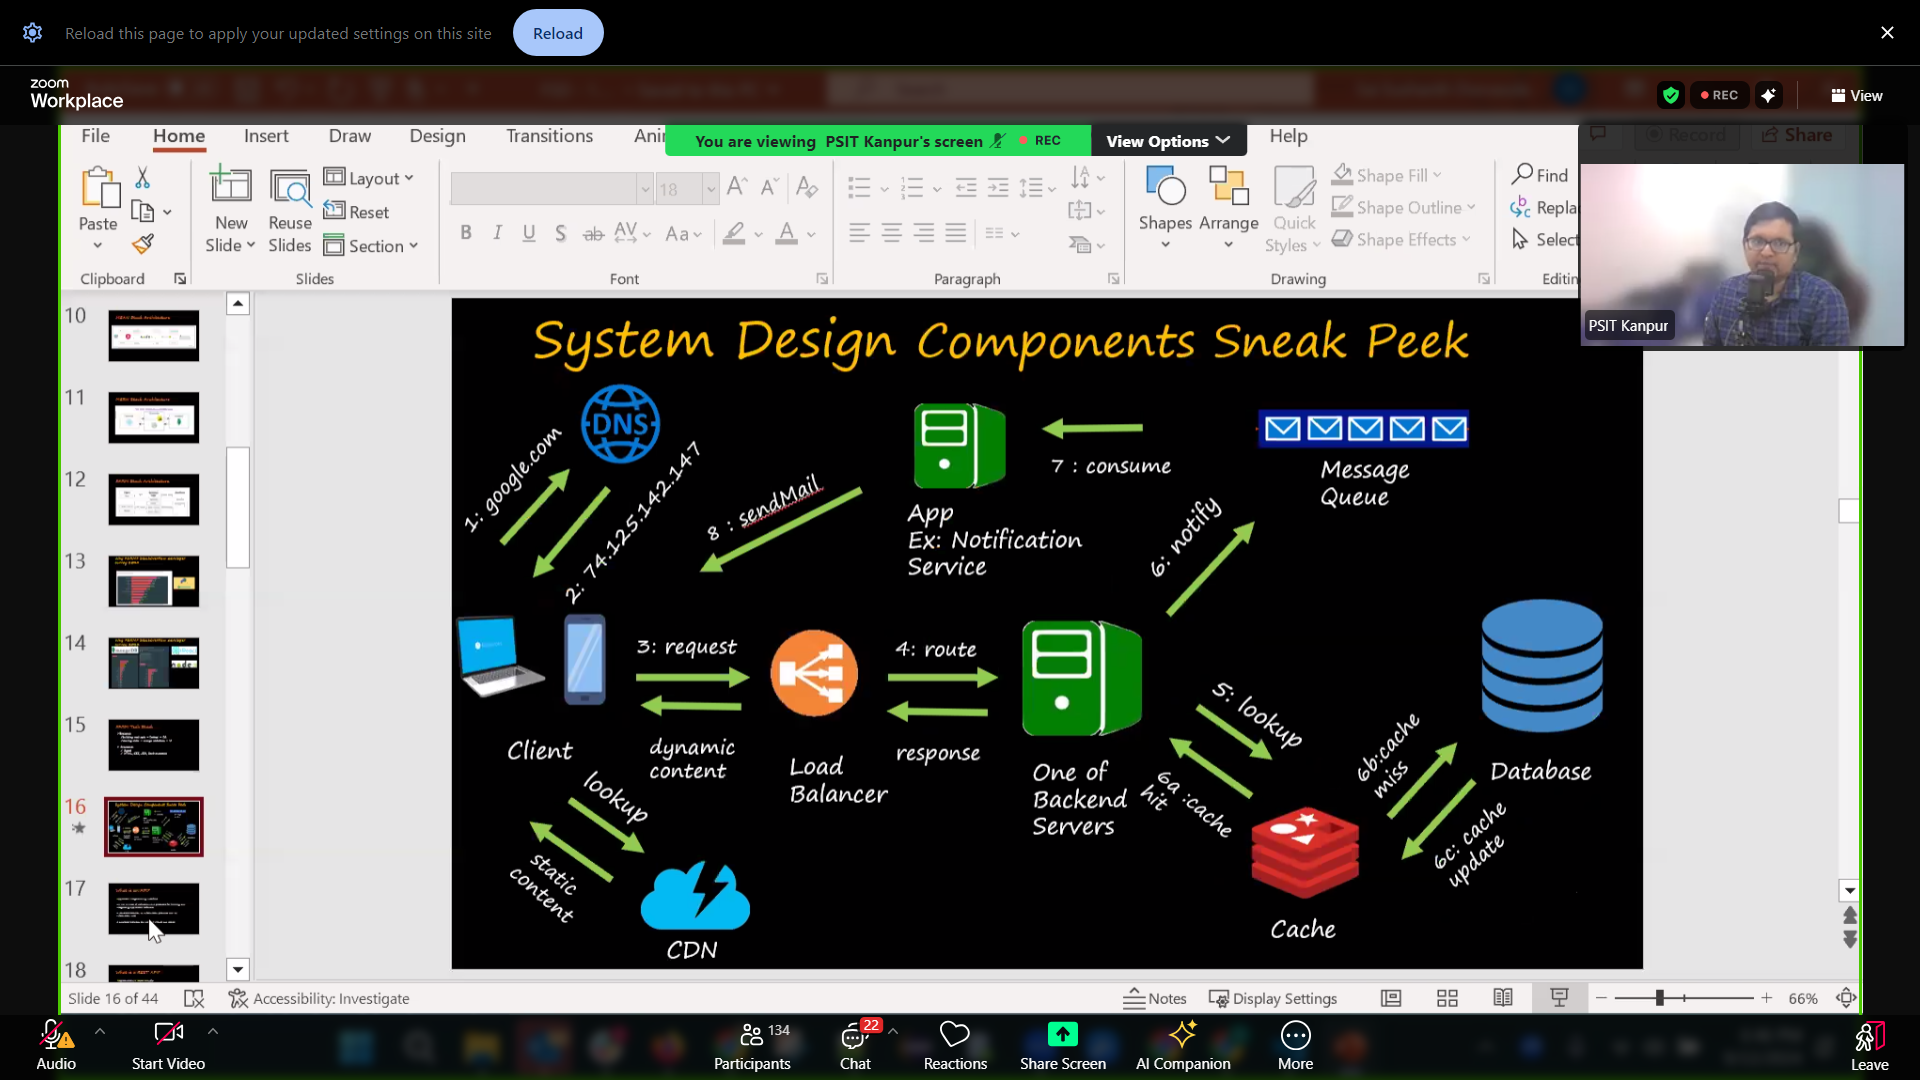 Reload this page to apply your updated settings on this site
Reload
zoom
Workplace
REC
View
File
Home
Insert
Draw
Design
Transitions
You are viewing PSIT Kanpur's screen
REC
View Options
Help
Record
Share
Paste
New
Slide
Reuse
Slides
Layout
Reset
Section
18
Shapes
Arrange
Quick
Styles
Shape Fill
Shape Outline
Shape Effects
Find
Clipboard
Slides
Font
Paragraph
Drawing
PSIT Kanpur
10
11
12
13
14
15
16
17
18
System Design Components Sneak Peek
DNS
1: google.com
2: 74.125.142.147
8 : sendMail
App
Ex: Notification
Service
7 : consume
Message
Queue
6: notify
3: request
4: route
Client
dynamic
content
Load
Balancer
response
One of
Backend
Servers
5: lookup
6a :cache
hit
6b:cache
miss
6c: cache
update
Database
Cache
lookup
static
content
CDN
Slide 16 of 44
Accessibility: Investigate
Notes
Display Settings
66%
Audio
Start Video
134
Participants
22
Chat
Reactions
Share Screen
AI Companion
More
Leave